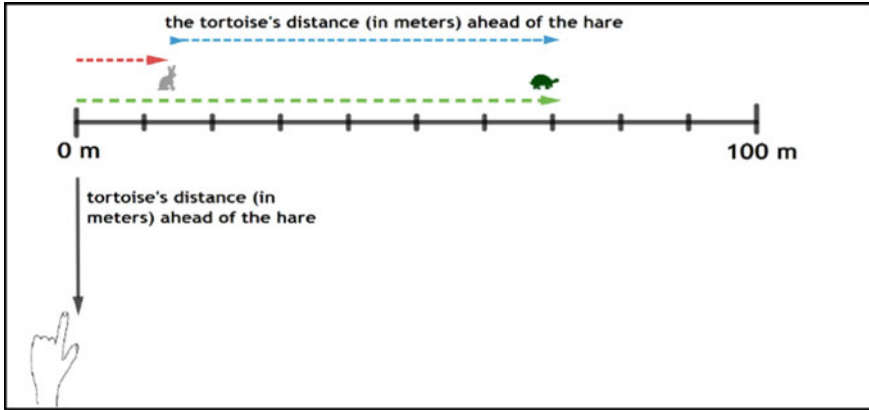 the tortoise's distance (in meters) ahead of the hare
0 m
100 m
tortoise's distance (in
meters) ahead of the hare